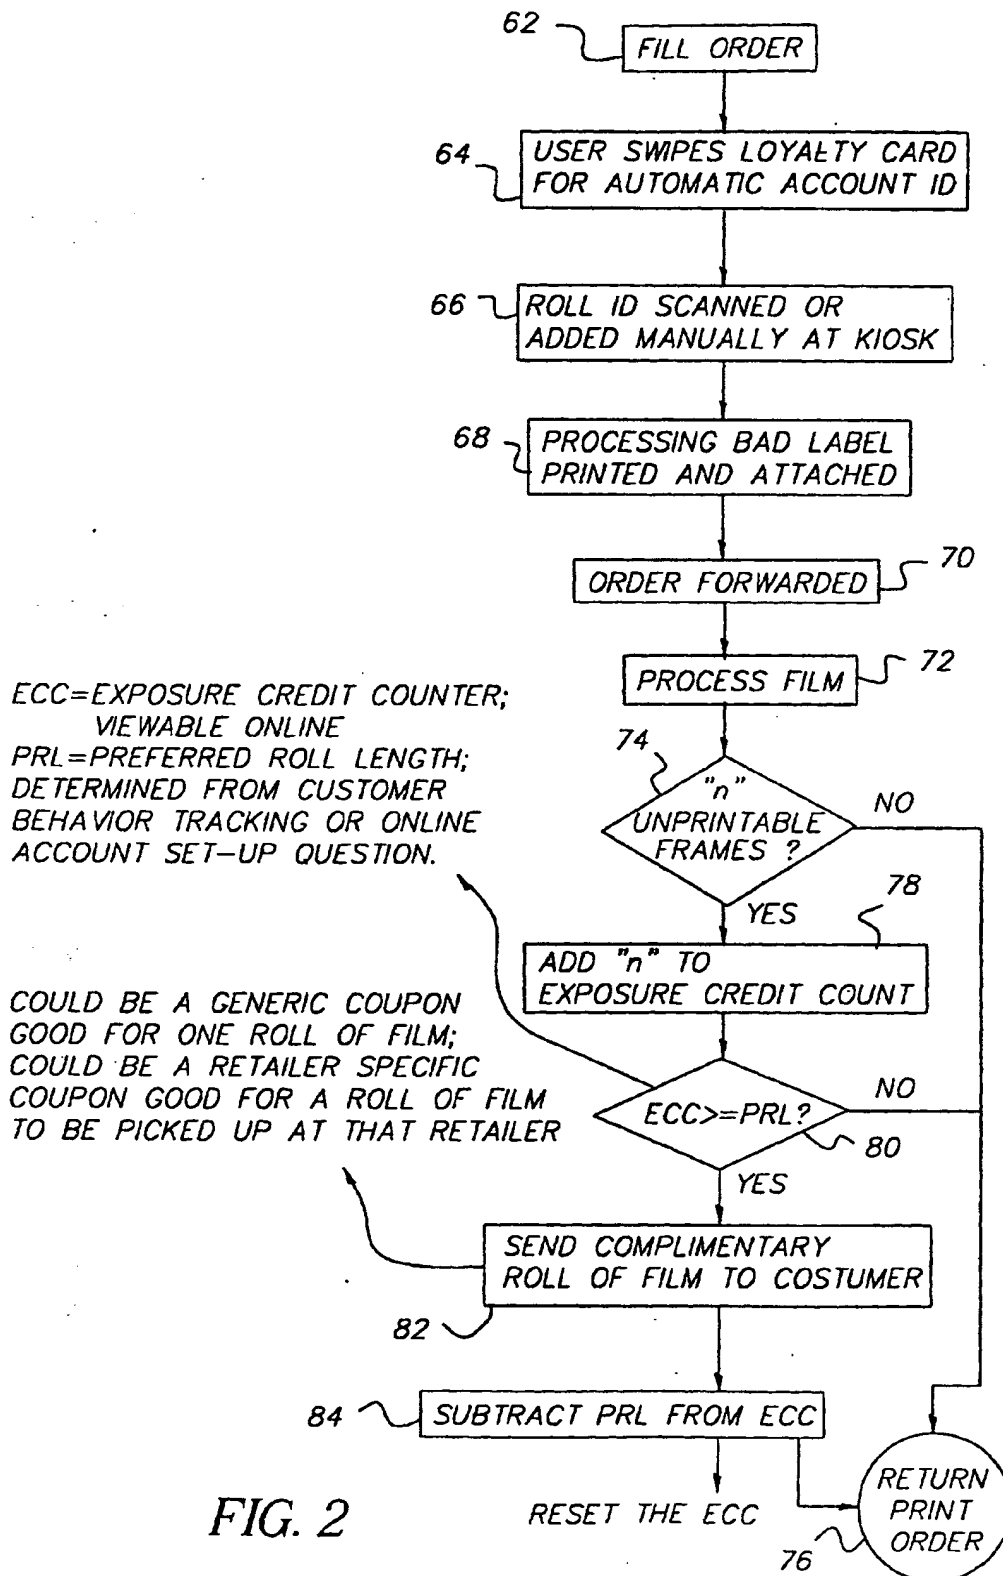 62
FILL ORDER
64
USER SWIPES LOYALTY CARD
FOR AUTOMATIC ACCOUNT ID
66
ROLL ID SCANNED OR
ADDED MANUALLY AT KIOSK
68
PROCESSING BAD LABEL
PRINTED AND ATTACHED
70
ORDER FORWARDED
72
PROCESS FILM
ECC=EXPOSURE CREDIT COUNTER;
VIEWABLE ONLINE
PRL=PREFERRED ROLL LENGTH;
DETERMINED FROM CUSTOMER
BEHAVIOR TRACKING OR ONLINE
ACCOUNT SET-UP QUESTION.
74
"n"
UNPRINTABLE
FRAMES ?
NO
YES
78
ADD "n" TO
EXPOSURE CREDIT COUNT
COULD BE A GENERIC COUPON
GOOD FOR ONE ROLL OF FILM;
COULD BE A RETAILER SPECIFIC
COUPON GOOD FOR A ROLL OF FILM
TO BE PICKED UP AT THAT RETAILER
ECC>=PRL?
NO
80
YES
SEND COMPLIMENTARY
ROLL OF FILM TO COSTUMER
82
84
SUBTRACT PRL FROM ECC
RESET THE ECC
RETURN
PRINT
ORDER
76
FIG. 2